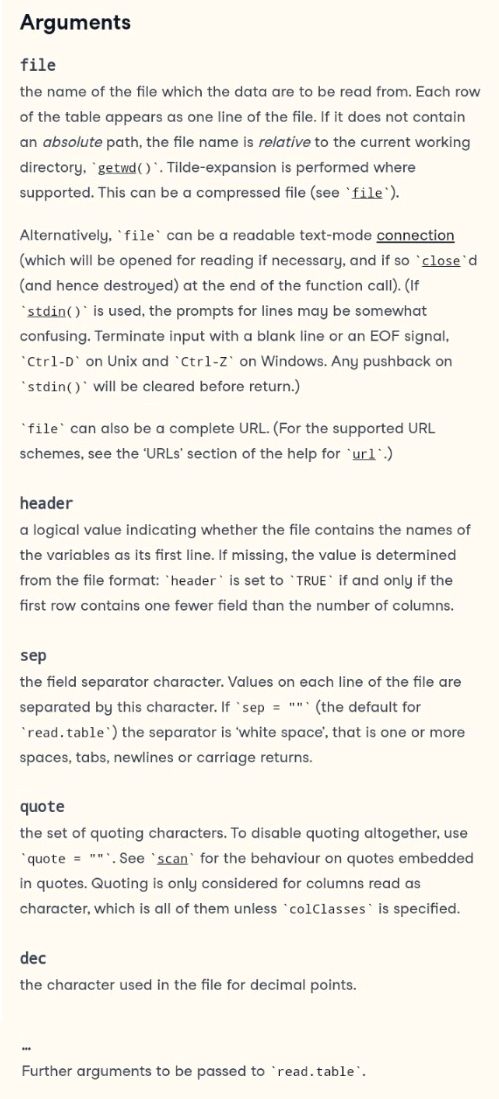 Arguments
file
the name of the file which the data are to be read from. Each row
of the table appears as one line of the file. If it does not contain
an absolute path, the file name is relative to the current working
directory, `getwd()`. Tilde-expansion is performed where
supported. This can be a compressed file (see `file`).
Alternatively, `file` can be a readable text-mode connection
(which will be opened for reading if necessary, and if so `close`d
(and hence destroyed) at the end of the function call). (If
`stdin()` is used, the prompts for lines may be somewhat
confusing. Terminate input with a blank line or an EOF signal,
`Ctrl-D` on Unix and `Ctrl-Z` on Windows. Any pushback on
`stdin()` will be cleared before return.)
`file` can also be a complete URL. (For the supported URL
schemes, see the ‘URLs’ section of the help for `url`.)
header
a logical value indicating whether the file contains the names of
the variables as its first line. If missing, the value is determined
from the file format: `header` is set to `TRUE` if and only if the
first row contains one fewer field than the number of columns.
sep
the field separator character. Values on each line of the file are
separated by this character. If `sep = ""` (the default for
`read.table`) the separator is ‘white space’, that is one or more
spaces, tabs, newlines or carriage returns.
quote
the set of quoting characters. To disable quoting altogether, use
`quote = ""`. See `scan` for the behaviour on quotes embedded
in quotes. Quoting is only considered for columns read as
character, which is all of them unless `colClasses` is specified.
dec
the character used in the file for decimal points.
…
Further arguments to be passed to `read.table`.